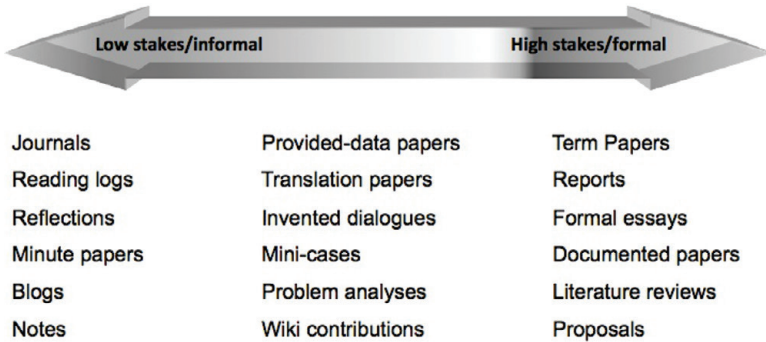 Low stakes/informal High stakes/formal
Journals Provided-data papers Term Papers
Reading logs Translation papers Reports
Reflections Invented dialogues Formal essays
Minute papers Mini-cases Documented papers
Blogs Problem analyses Literature reviews
Notes Wiki contributions Proposals